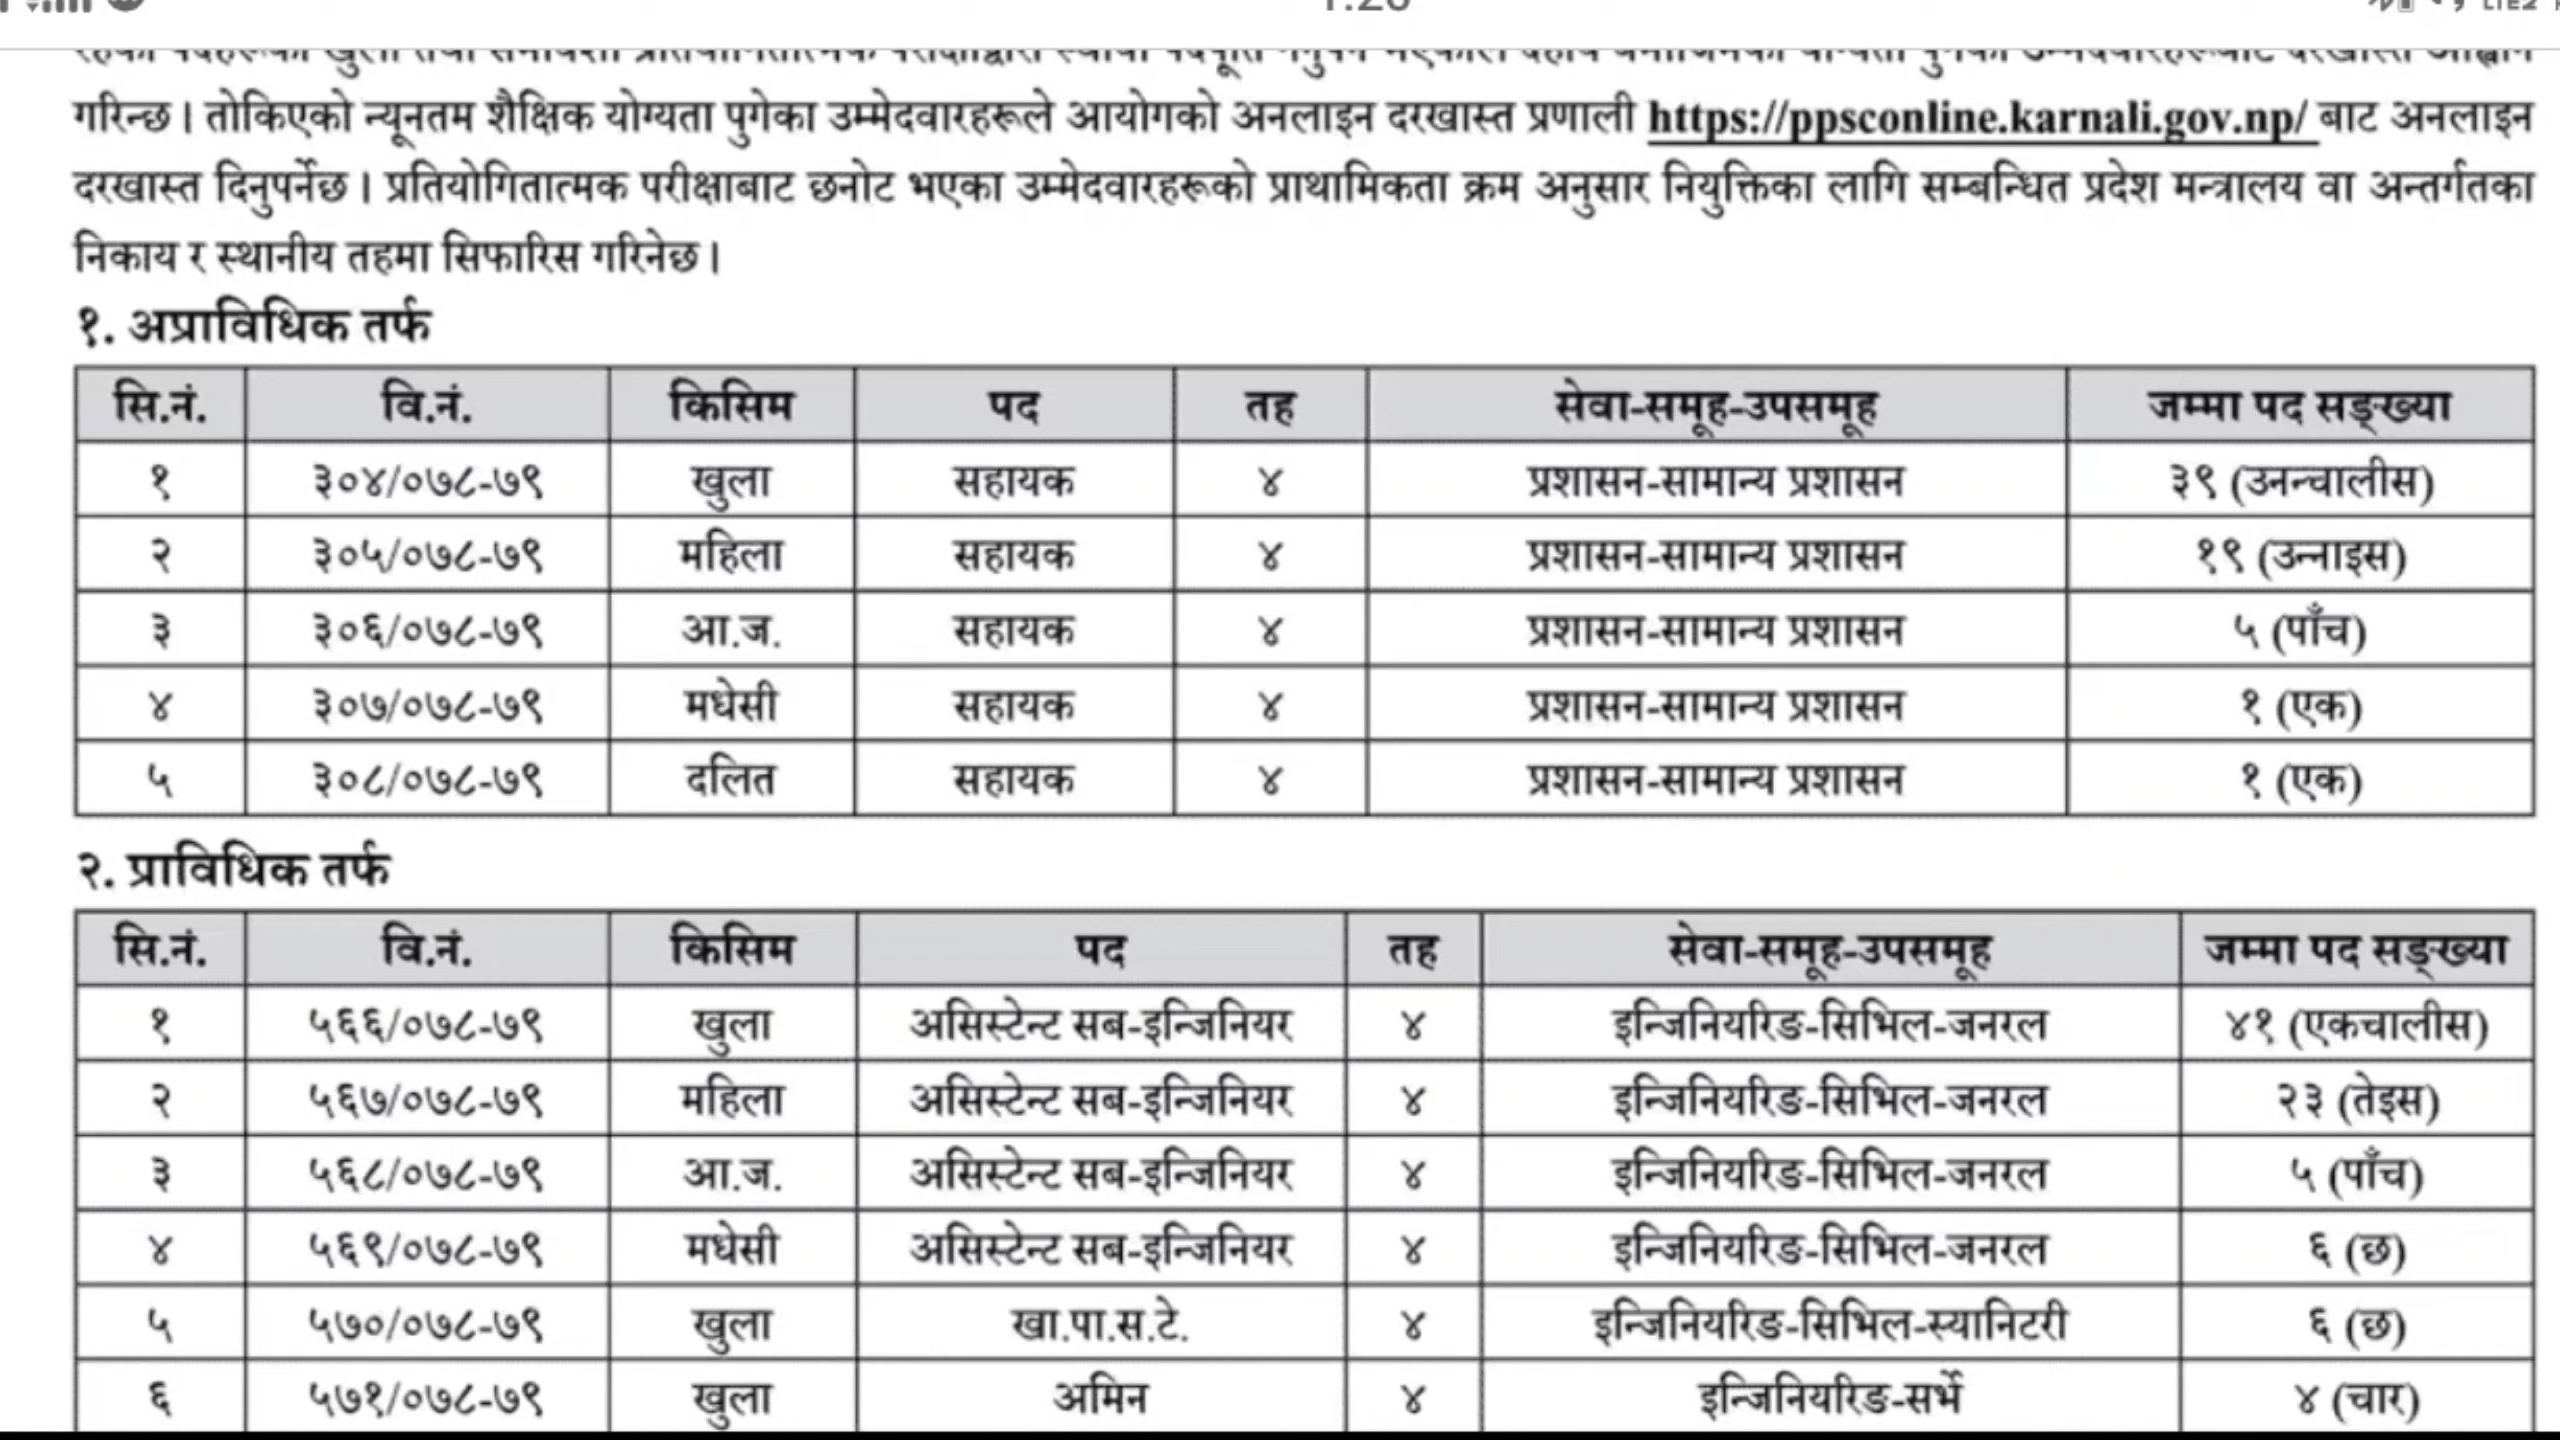 गरिन्छ । तोकिएको न्यूनतम शैक्षिक योग्यता पुगेका उम्मेदवारहरूले आयोगको अनलाइन दरखास्त प्रणाली https://ppsconline.karnali.gov.np/ बाट अनलाइन
दरखास्त दिनुपर्नेछ । प्रतियोगितात्मक परीक्षाबाट छनोट भएका उम्मेदवारहरूको प्राथामिकता क्रम अनुसार नियुक्तिका लागि सम्बन्धित प्रदेश मन्त्रालय वा अन्तर्गतका
निकाय र स्थानीय तहमा सिफारिस गरिनेछ ।
१. अप्राविधिक तर्फ
सि.नं. वि.नं. किसिम पद तह सेवा-समूह-उपसमूह जम्मा पद सङ्ख्या
१ ३०४/०७८-७९ खुला सहायक ४ प्रशासन-सामान्य प्रशासन ३९ (उनन्चालीस)
२ ३०५/०७८-७९ महिला सहायक ४ प्रशासन-सामान्य प्रशासन १९ (उन्नाइस)
३ ३०६/०७८-७९ आ.ज. सहायक ४ प्रशासन-सामान्य प्रशासन ५ (पाँच)
४ ३०७/०७८-७९ मधेसी सहायक ४ प्रशासन-सामान्य प्रशासन १ (एक)
५ ३०८/०७८-७९ दलित सहायक ४ प्रशासन-सामान्य प्रशासन १ (एक)
२. प्राविधिक तर्फ
सि.नं. वि.नं. किसिम पद तह सेवा-समूह-उपसमूह जम्मा पद सङ्ख्या
१ ५६६/०७८-७९ खुला असिस्टेन्ट सब-इन्जिनियर ४ इन्जिनियरिङ-सिभिल-जनरल ४१ (एकचालीस)
२ ५६७/०७८-७९ महिला असिस्टेन्ट सब-इन्जिनियर ४ इन्जिनियरिङ-सिभिल-जनरल २३ (तेइस)
३ ५६८/०७८-७९ आ.ज. असिस्टेन्ट सब-इन्जिनियर ४ इन्जिनियरिङ-सिभिल-जनरल ५ (पाँच)
४ ५६९/०७८-७९ मधेसी असिस्टेन्ट सब-इन्जिनियर ४ इन्जिनियरिङ-सिभिल-जनरल ६ (छ)
५ ५७०/०७८-७९ खुला खा.पा.स.टे. ४ इन्जिनियरिङ-सिभिल-स्यानिटरी ६ (छ)
६ ५७१/०७८-७९ खुला अमिन ४ इन्जिनियरिङ-सर्भे ४ (चार)